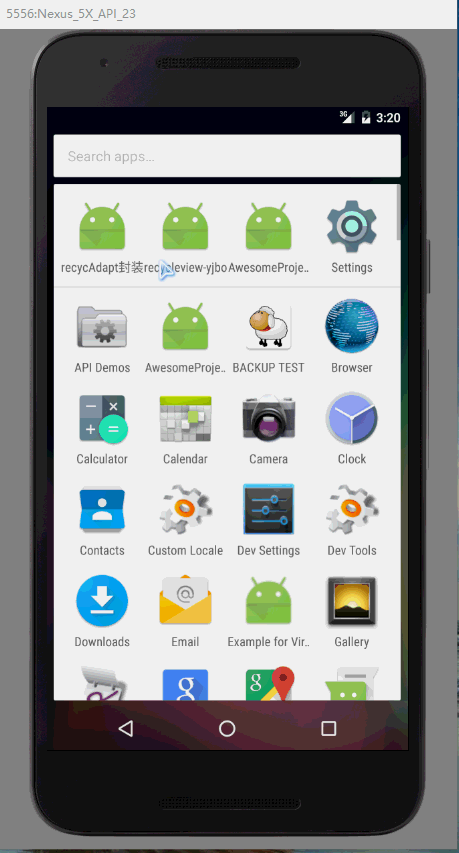 5556:Nexus_5X_API_23
3G 3:20
Search apps...
recycAdapt封装 recycleview-yjbo AwesomeProje.. Settings
API Demos AwesomeProje.. BACKUP TEST Browser
Calculator Calendar Camera Clock
Contacts Custom Locale Dev Settings Dev Tools
Downloads Email Example for Vir.. Gallery
g g